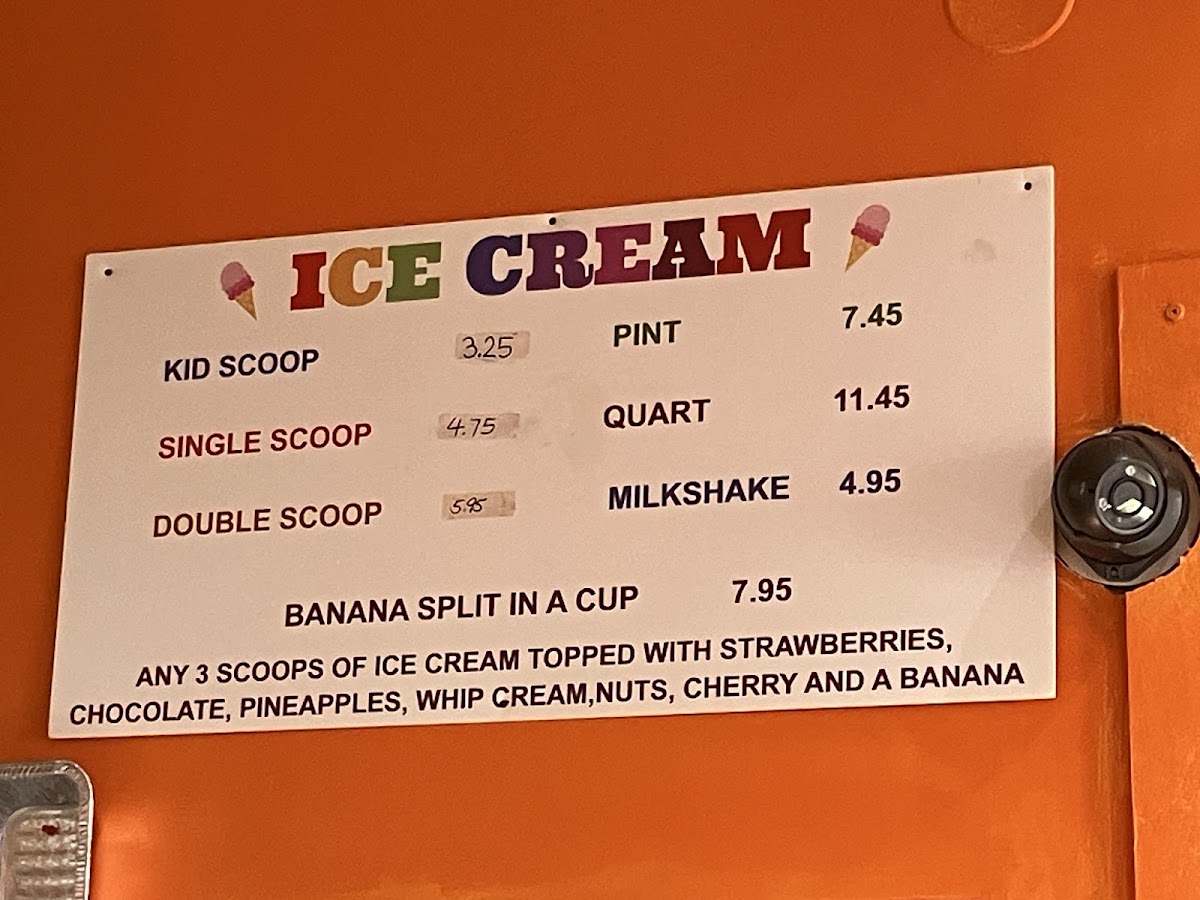 ICE CREAM
KID SCOOP 3.25
SINGLE SCOOP 4.75
DOUBLE SCOOP 5.95
PINT 7.45
QUART 11.45
MILKSHAKE 4.95
BANANA SPLIT IN A CUP 7.95
ANY 3 SCOOPS OF ICE CREAM TOPPED WITH STRAWBERRIES,
CHOCOLATE, PINEAPPLES, WHIP CREAM,NUTS, CHERRY AND A BANANA